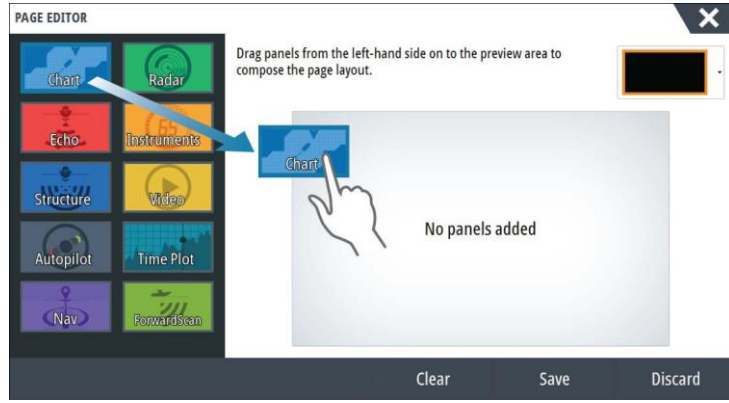 PAGE EDITOR
Chart
Radar
Echo
Instruments
Structure
Video
Autopilot
Time Plot
Nav
ForwardScan
Drag panels from the left-hand side on to the preview area to
compose the page layout.
Chart
No panels added
Clear
Save
Discard